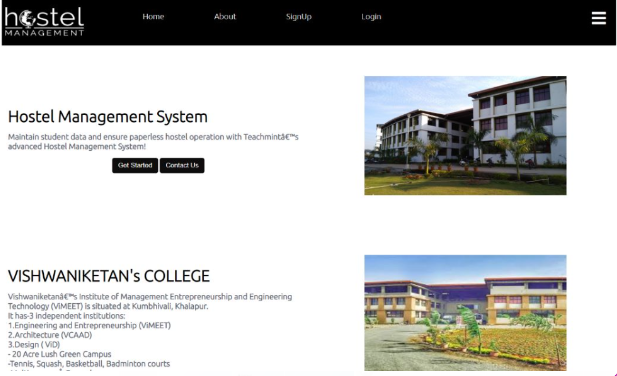 hostel
MANAGEMENT
Home About SignUp Login
Hostel Management System
Maintain student data and ensure paperless hostel operation with Teachmintâ€™s
advanced Hostel Management System!
Get Started Contact Us
VISHWANIKETAN's COLLEGE
Vishwaniketanâ€™s Institute of Management Entrepreneurship and Engineering
Technology (ViMEET) is situated at Kumbhivali, Khalapur.
It has-3 Independent institutions:
1.Engineering and Entrepreneurship (ViMEET)
2.Architecture (VCAAD)
3.Design ( ViD)
- 20 Acre Lush Green Campus
-Tennis, Squash, Basketball, Badminton courts